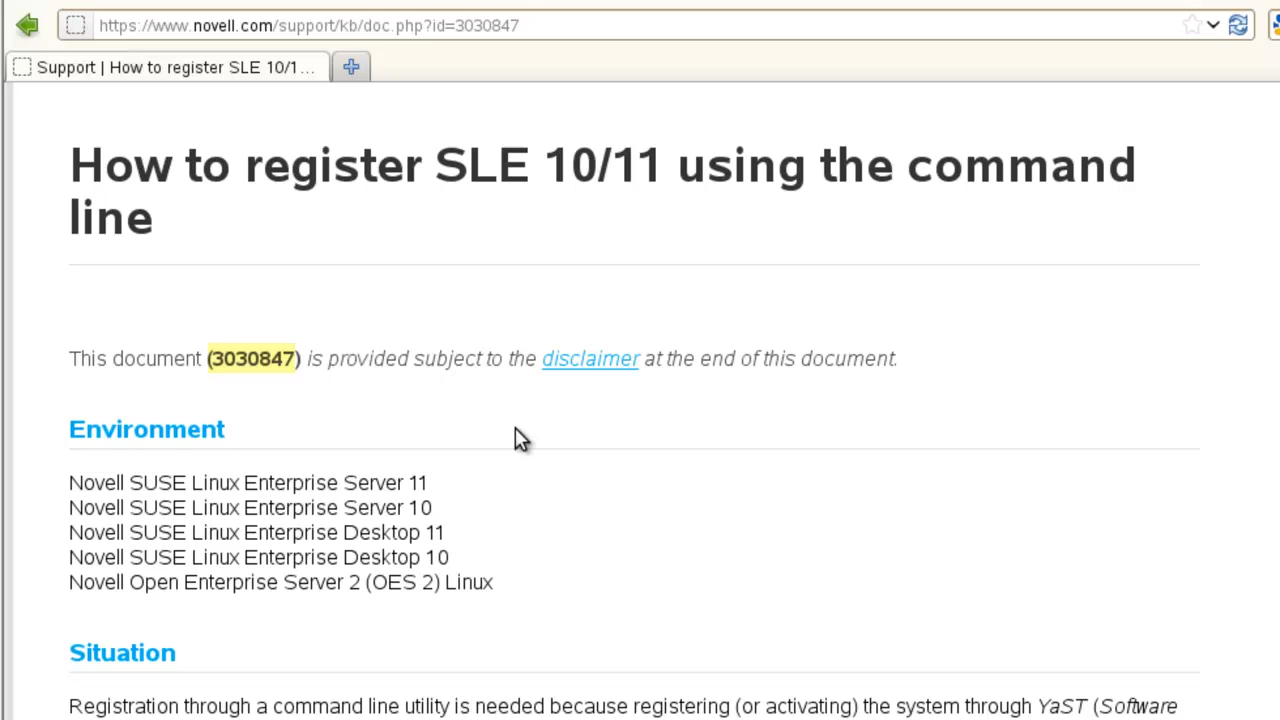 https://www.novell.com/support/kb/doc.php?id=3030847
Support | How to register SLE 10/1...
How to register SLE 10/11 using the command
line
This document (3030847) is provided subject to the disclaimer at the end of this document.
Environment
Novell SUSE Linux Enterprise Server 11
Novell SUSE Linux Enterprise Server 10
Novell SUSE Linux Enterprise Desktop 11
Novell SUSE Linux Enterprise Desktop 10
Novell Open Enterprise Server 2 (OES 2) Linux
Situation
Registration through a command line utility is needed because registering (or activating) the system through YaST (Software